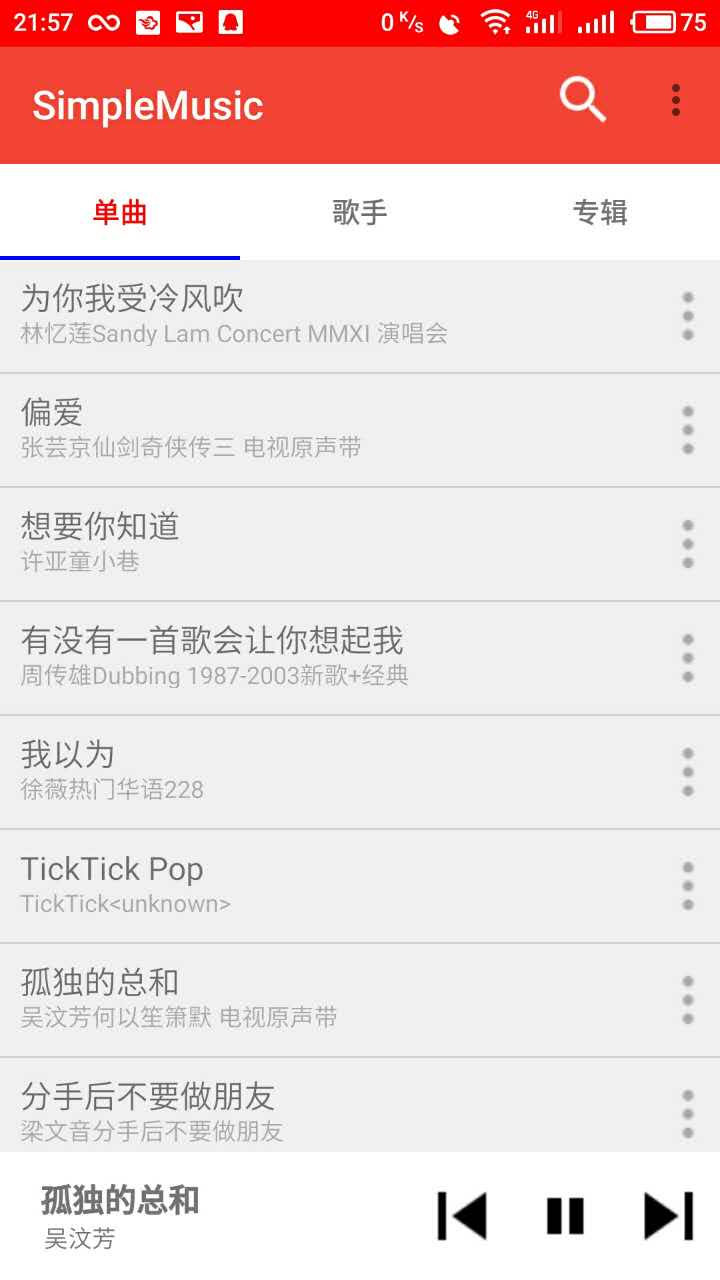 21:57 0 K/s 4G 75
SimpleMusic
单曲 歌手 专辑
为你我受冷风吹
林忆莲Sandy Lam Concert MMXI 演唱会
偏爱
张芸京仙剑奇侠传三 电视原声带
想要你知道
许亚童小巷
有没有一首歌会让你想起我
周传雄Dubbing 1987-2003新歌+经典
我以为
徐薇热门华语228
TickTick Pop
TickTick<unknown>
孤独的总和
吴汶芳何以笙箫默 电视原声带
分手后不要做朋友
梁文音分手后不要做朋友
孤独的总和
吴汶芳